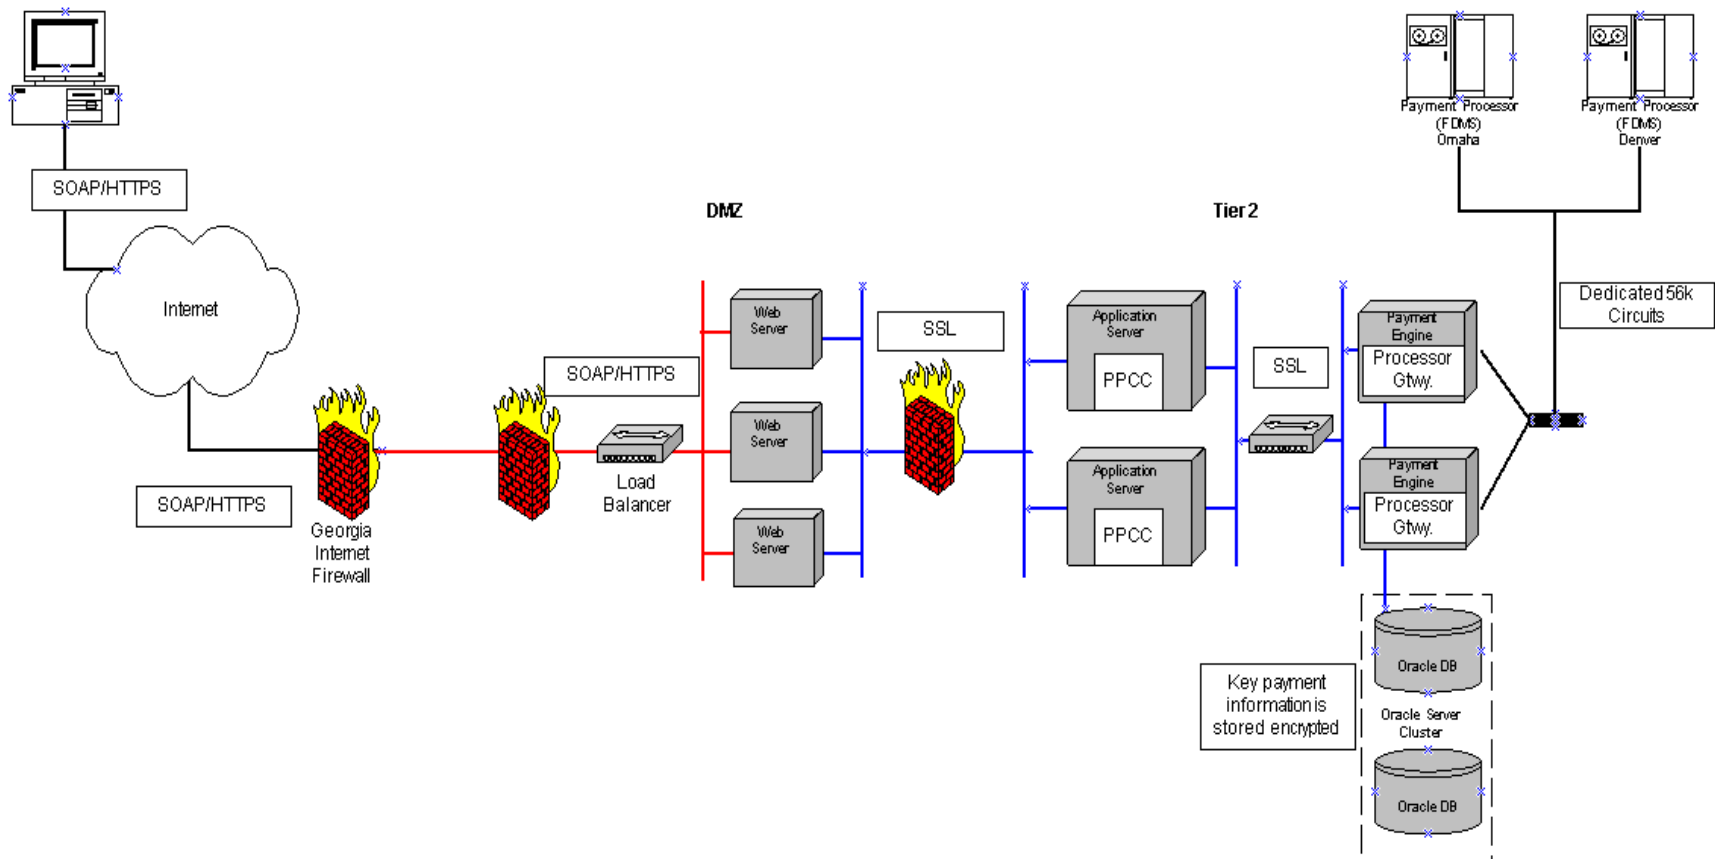 Payment Processor
(FDMS)
Omaha
Payment Processor
(FDMS)
Denver
SOAP/HTTPS
DMZ
Tier 2
Internet
Dedicated 56k
Circuits
Web
Server
SSL
Application
Server
PPCC
Payment
Engine
Processor
Gtwy.
SOAP/HTTPS
SSL
Web
Server
Load
Balancer
Application
Server
PPCC
Payment
Engine
Processor
Gtwy.
SOAP/HTTPS
Georgia
Internet
Firewall
Web
Server
Oracle DB
Key payment
information is
stored encrypted
Oracle Server
Cluster
Oracle DB